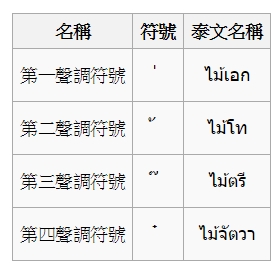 名稱 符號 泰文名稱
第一聲調符號 ่ ไม้เอก
第二聲調符號 ้ ไม้โท
第三聲調符號 ๊ ไม้ตรี
第四聲調符號 ๋ ไม้จัตวา